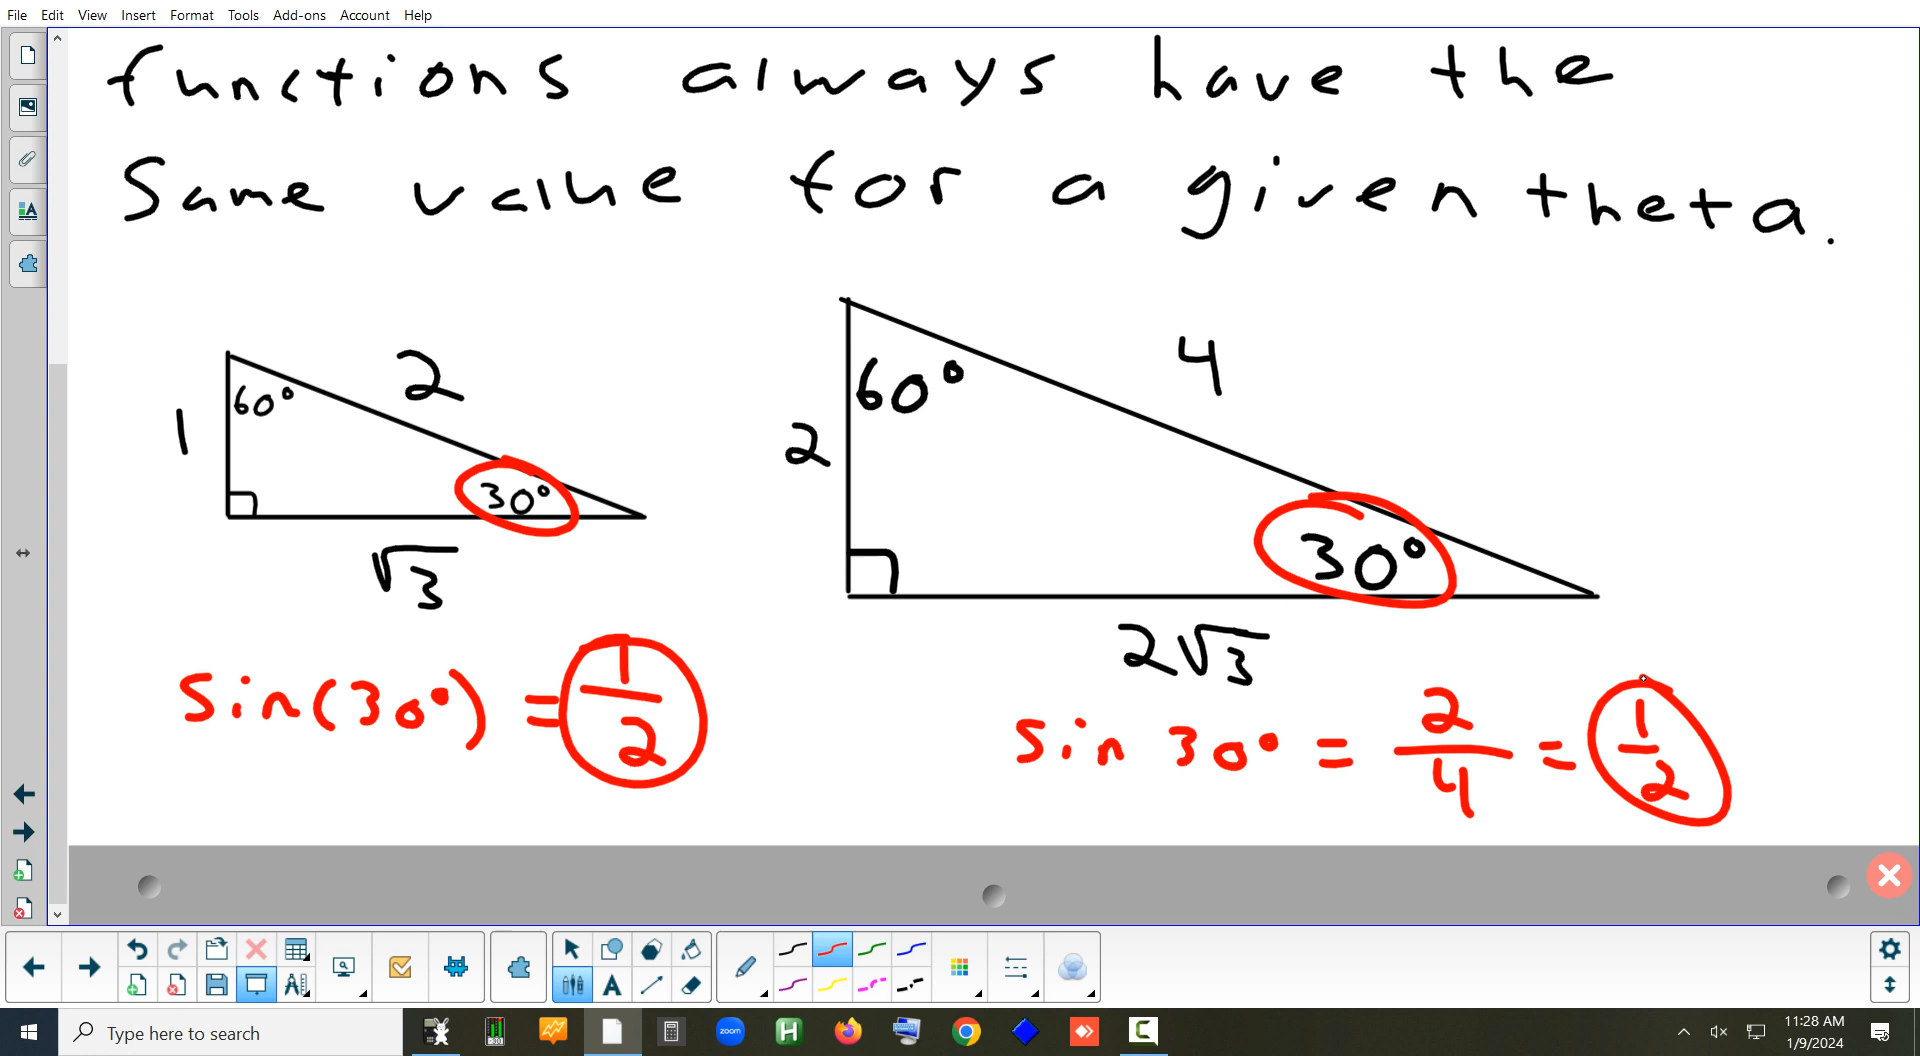 File Edit View Insert Format Tools Add-ons Account Help
functions always have the
Same value for a given theta.
60° 2
1
30°
√3
60° 4
2
30°
2√3
sin(30°) = 1/2
sin 30° = 2/4 = 1/2
Type here to search
zoom
11:28 AM
1/9/2024